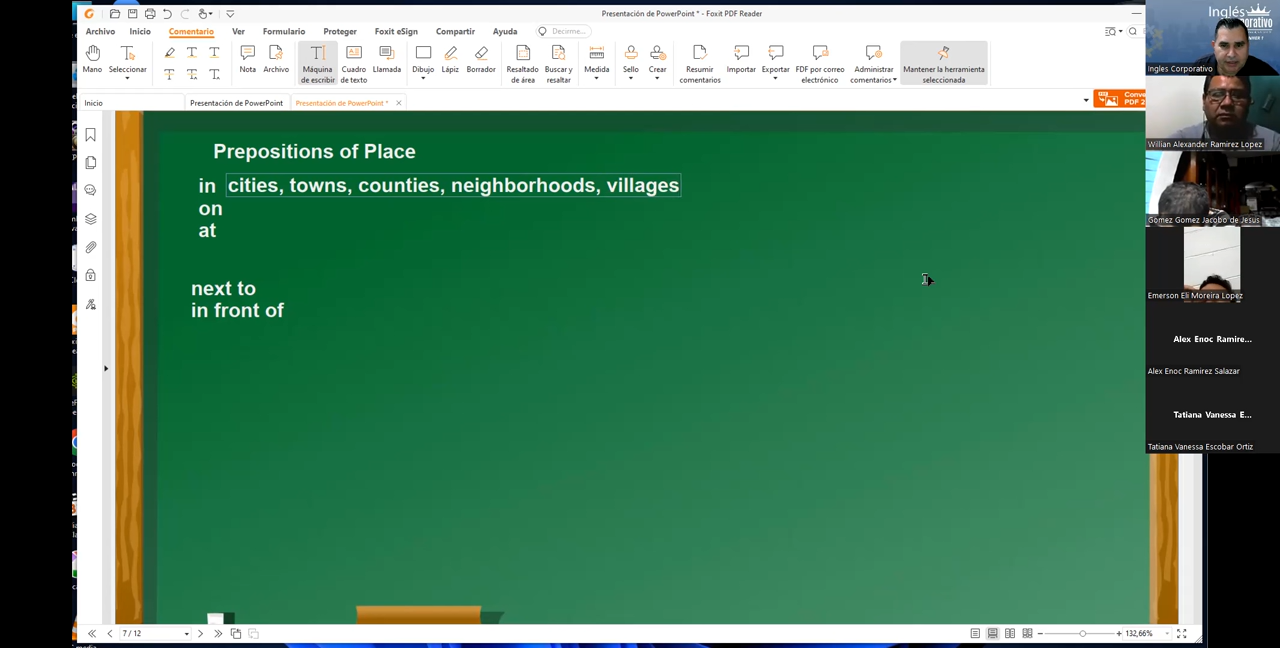 Presentación de PowerPoint * - Foxit PDF Reader
Archivo Inicio Comentario Ver Formulario Proteger Foxit eSign Compartir Ayuda Decirme...
Mano Seleccionar Nota Archivo Máquina de escribir Cuadro de texto Llamada Dibujo Lápiz Borrador Resaltado de área Buscar y resaltar Medida Sello Crear Resumir comentarios Importar Exportar FDF por correo electrónico Administrar comentarios Mantener la herramienta seleccionada
Inicio Presentación de PowerPoint Presentación de PowerPoint *
Conve
PDF 2
Prepositions of Place
in cities, towns, counties, neighborhoods, villages
on
at
next to
in front of
7 / 12
132,66%
Inglés
Ingles Corporativo
Willian Alexander Ramirez Lopez
Gomez Gomez Jacobo de Jesus
Emerson Eli Moreira Lopez
Alex Enoc Ramire...
Alex Enoc Ramirez Salazar
Tatiana Vanessa E...
Tatiana Vanessa Escobar Ortiz